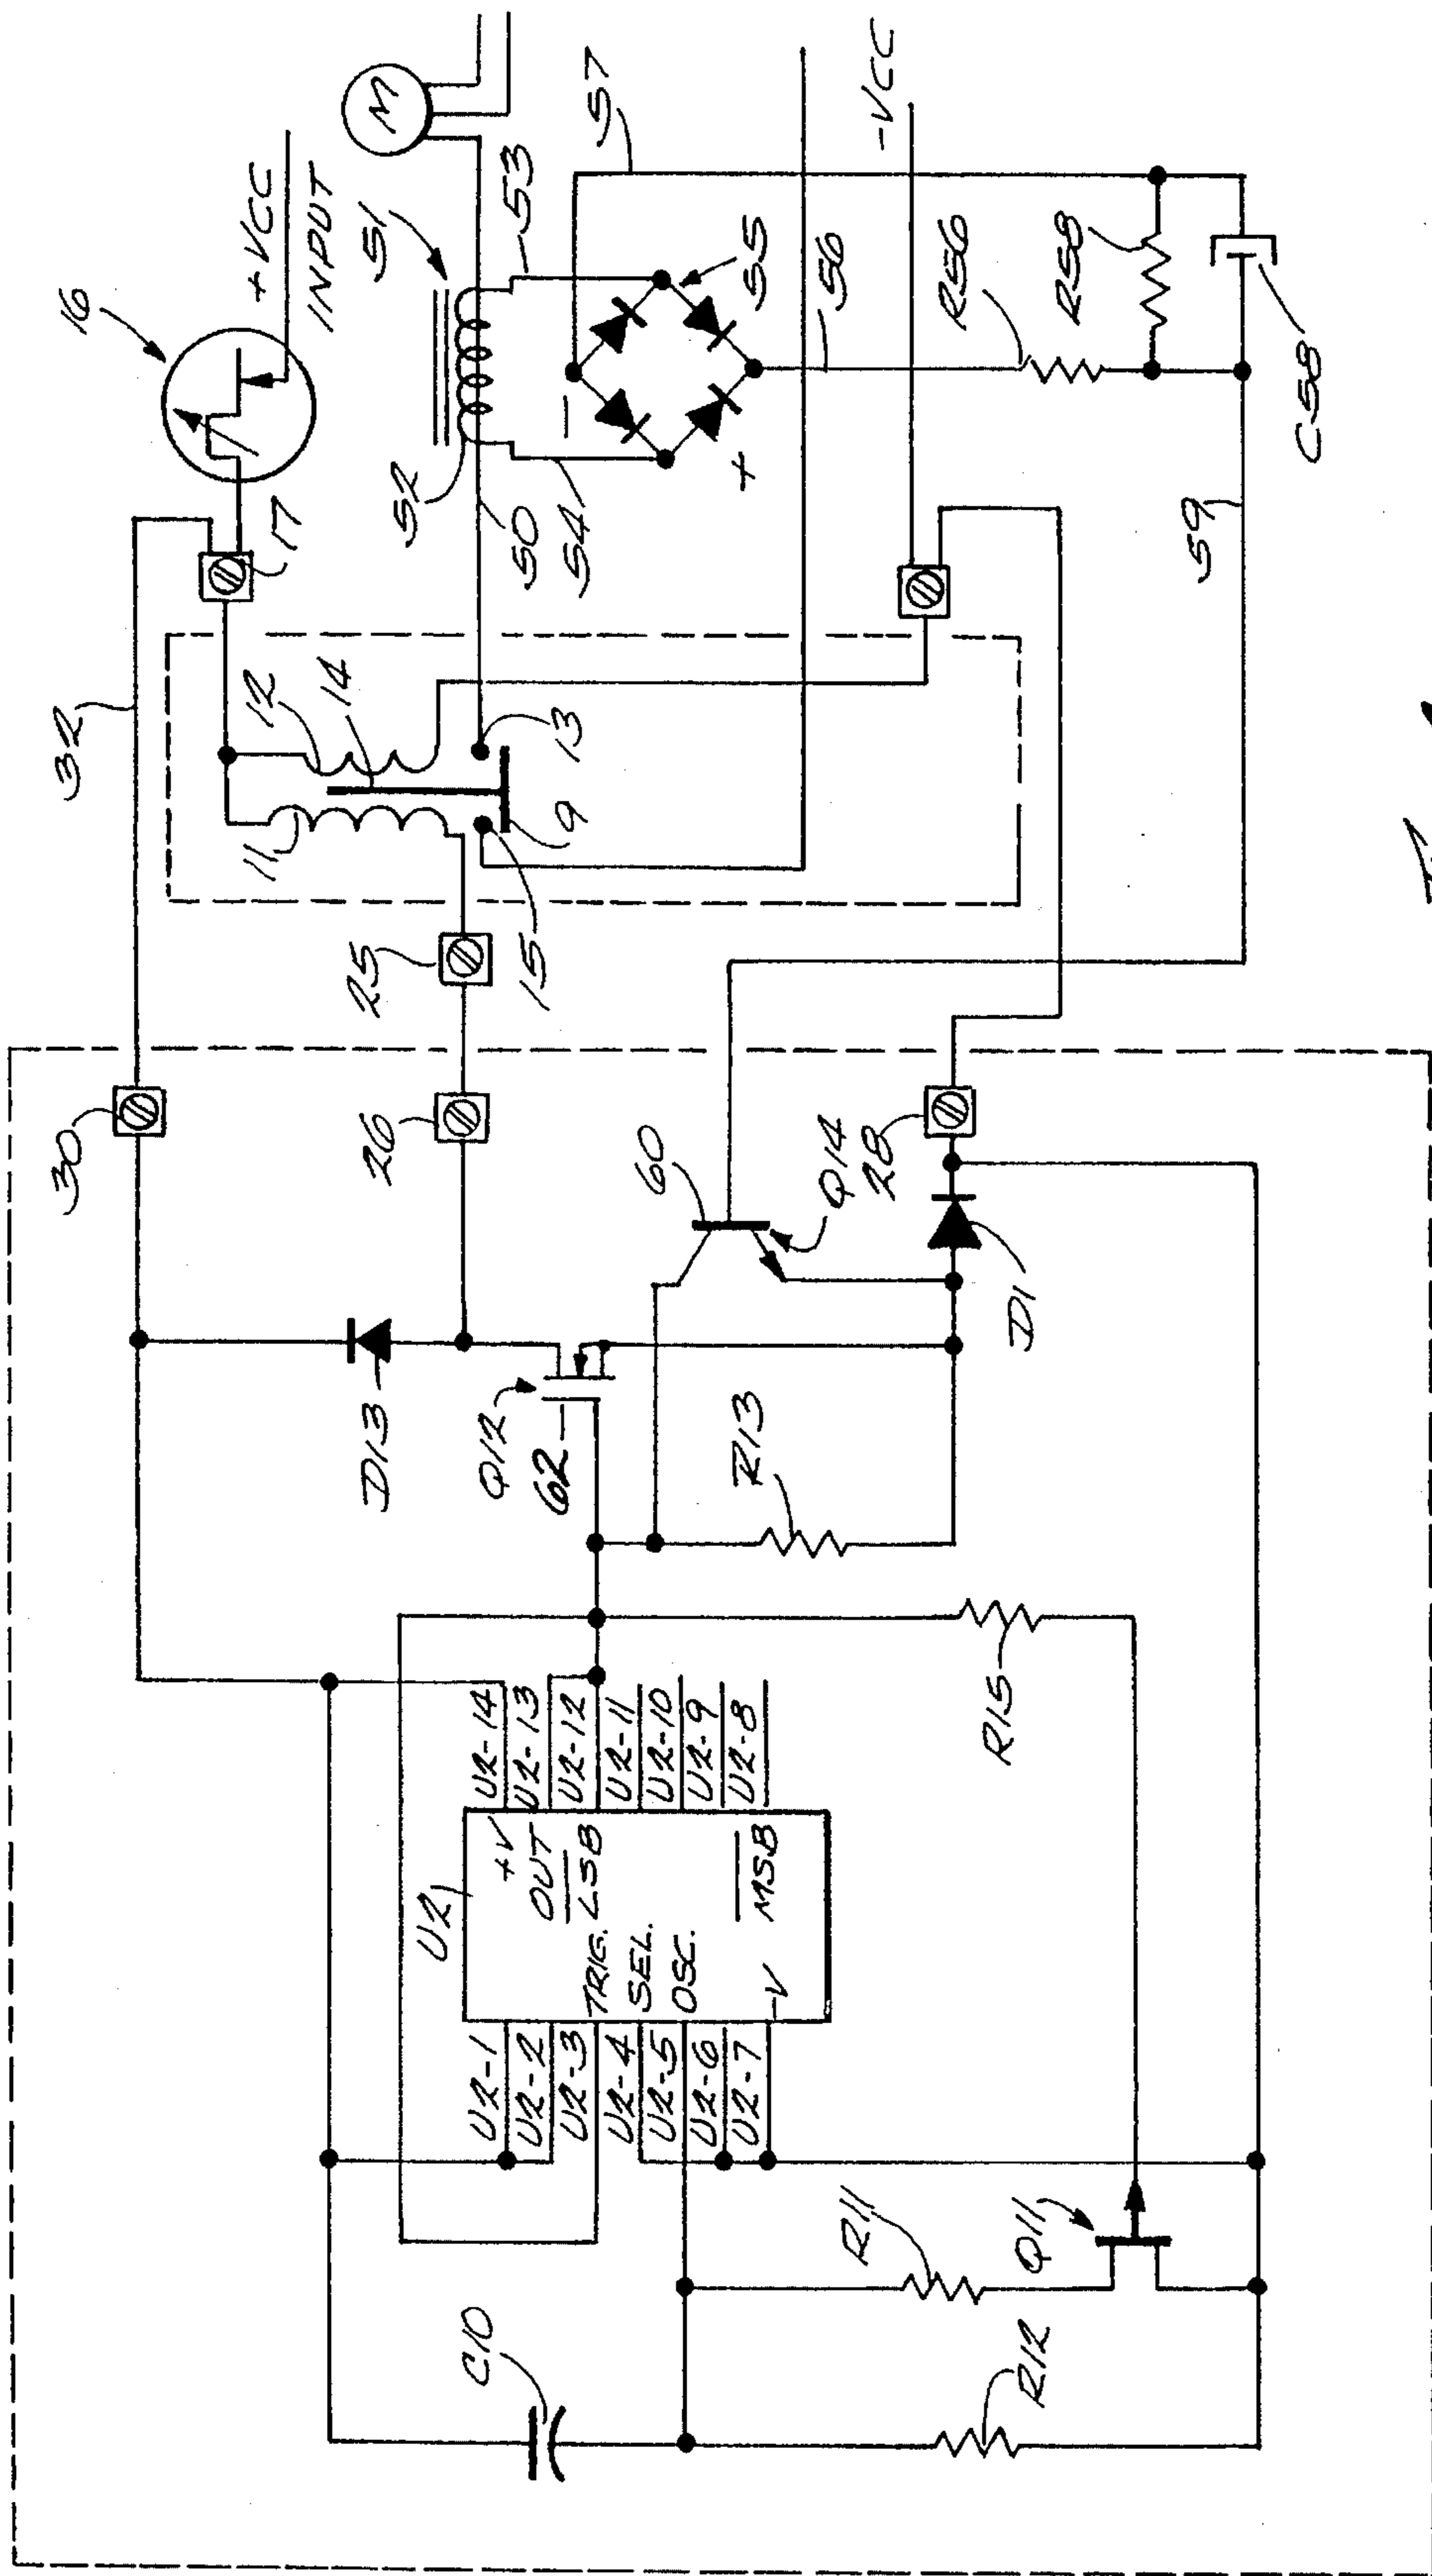 16
+VCC
INPUT
M
32
17
51
52
53
57
50
54
55
56
+
−
-VCC
R56
R58
C58
59
12
14
11
13
9
15
25
30
26
60
Q14
28
D1
D13
Q12
62
R13
R15
U2
U2-14
U2-13
U2-12
U2-11
U2-10
U2-9
U2-8
+V
OUT
LSB
TRIG.
SEL.
OSC.
MSB
-V
U2-1
U2-2
U2-3
U2-4
U2-5
U2-6
U2-7
C10
R11
Q11
R12